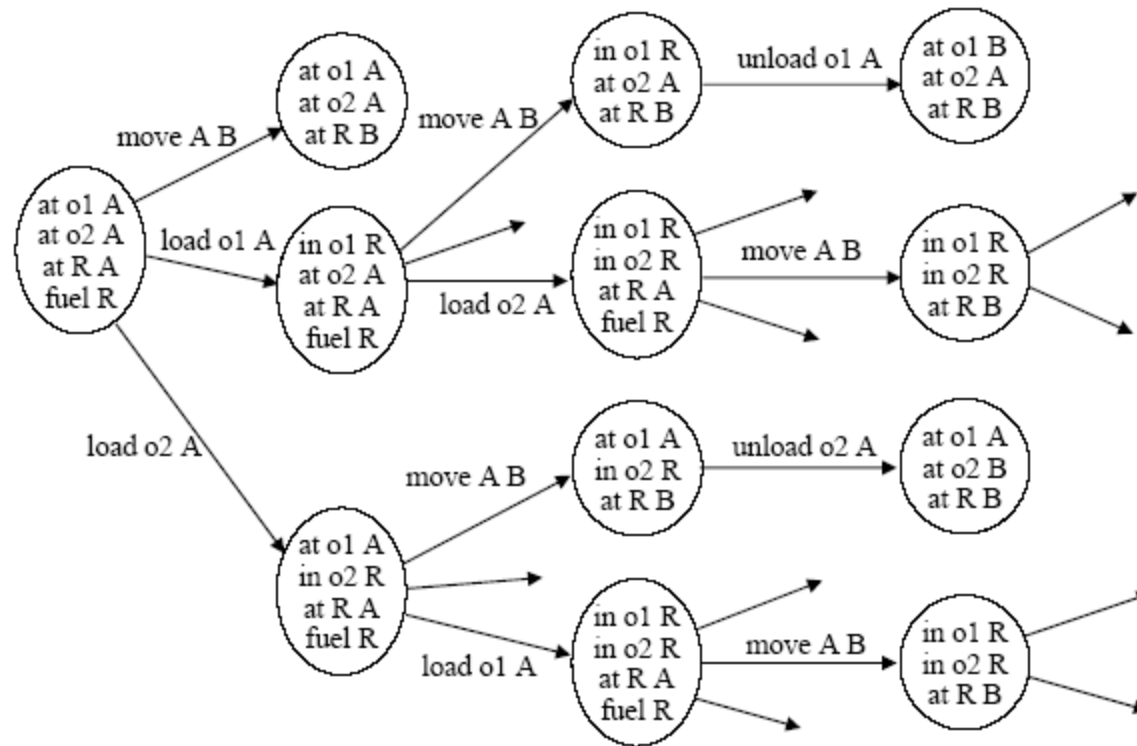 at o1 A
at o2 A
at R A
fuel R
move A B
load o1 A
load o2 A
at o1 A
at o2 A
at R B
in o1 R
at o2 A
at R A
fuel R
move A B
load o2 A
in o1 R
at o2 A
at R B
unload o1 A
at o1 B
at o2 A
at R B
in o1 R
in o2 R
at R A
fuel R
move A B
in o1 R
in o2 R
at R B
at o1 A
in o2 R
at R A
fuel R
move A B
load o1 A
at o1 A
in o2 R
at R B
unload o2 A
at o1 A
at o2 B
at R B
in o1 R
in o2 R
at R A
fuel R
move A B
in o1 R
in o2 R
at R B